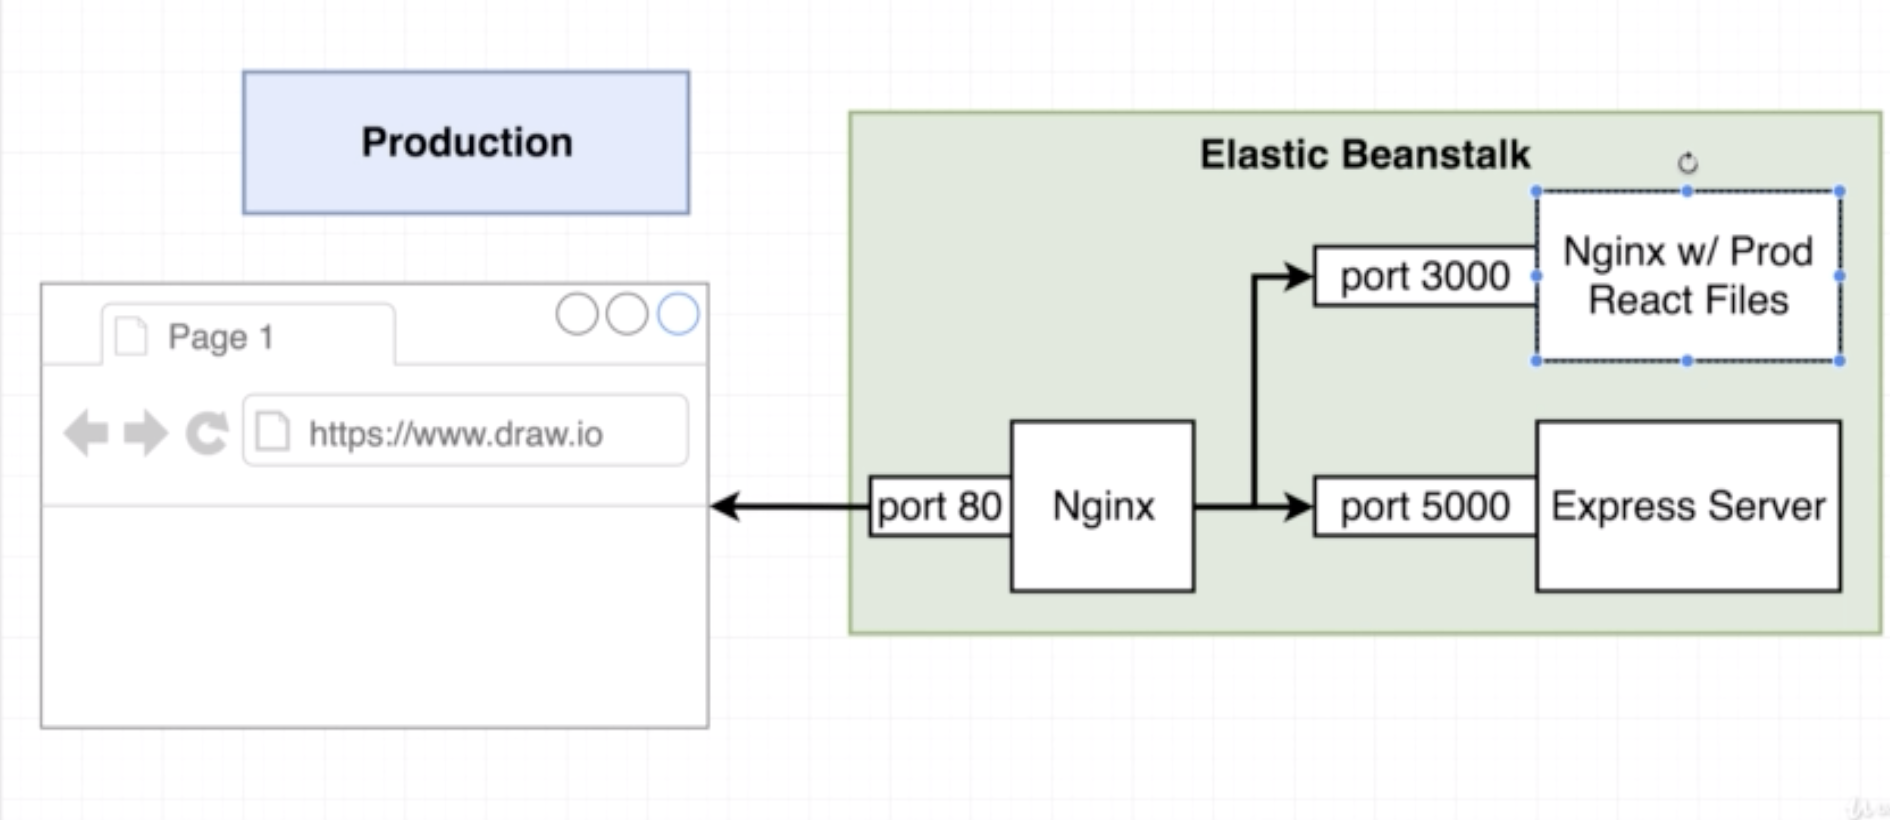 Production
Elastic Beanstalk
Nginx w/ Prod
React Files
port 3000
Page 1
https://www.draw.io
port 80
Nginx
port 5000
Express Server